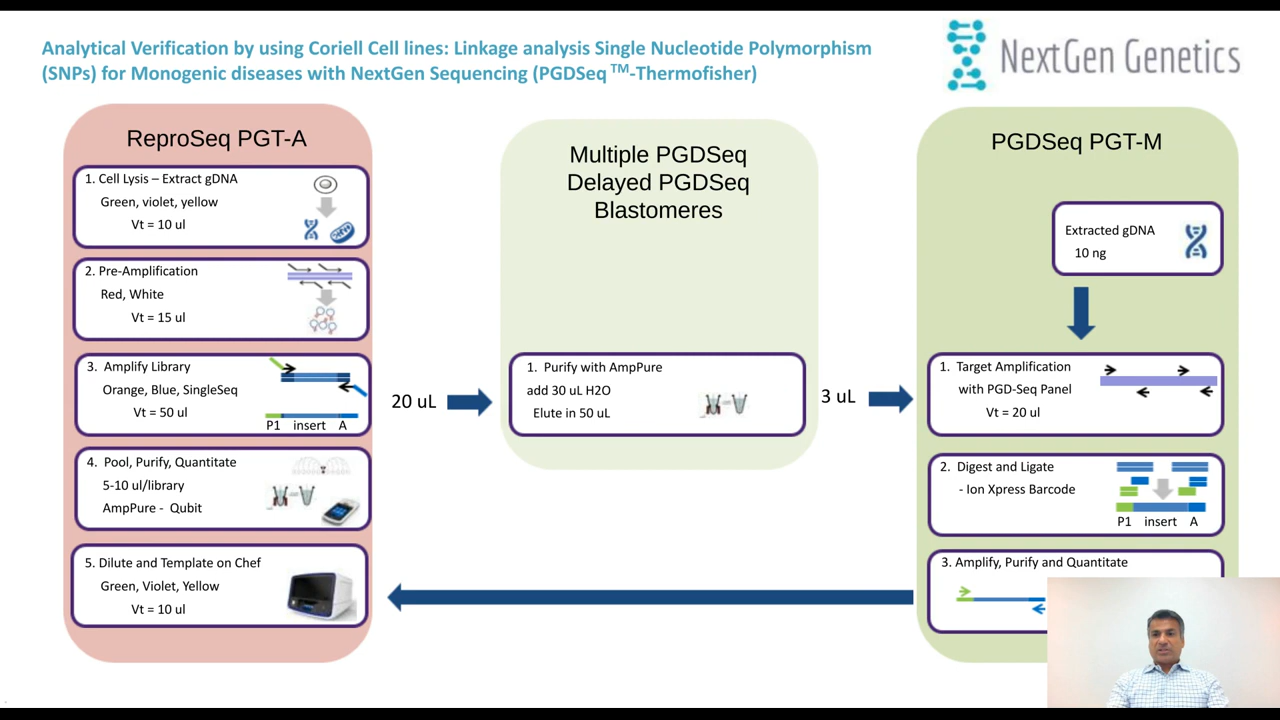 Analytical Verification by using Coriell Cell lines: Linkage analysis Single Nucleotide Polymorphism
(SNPs) for Monogenic diseases with NextGen Sequencing (PGDSeq TM-Thermofisher)
NextGen Genetics
ReproSeq PGT-A
1. Cell Lysis – Extract gDNA
Green, violet, yellow
Vt = 10 ul
2. Pre-Amplification
Red, White
Vt = 15 ul
3. Amplify Library
Orange, Blue, SingleSeq
Vt = 50 ul
P1 insert A
4. Pool, Purify, Quantitate
5-10 ul/library
AmpPure - Qubit
5. Dilute and Template on Chef
Green, Violet, Yellow
Vt = 10 ul
20 uL
Multiple PGDSeq
Delayed PGDSeq
Blastomeres
1. Purify with AmpPure
add 30 uL H2O
Elute in 50 uL
3 uL
PGDSeq PGT-M
Extracted gDNA
10 ng
1. Target Amplification
with PGD-Seq Panel
Vt = 20 ul
2. Digest and Ligate
- Ion Xpress Barcode
P1 insert A
3. Amplify, Purify and Quantitate